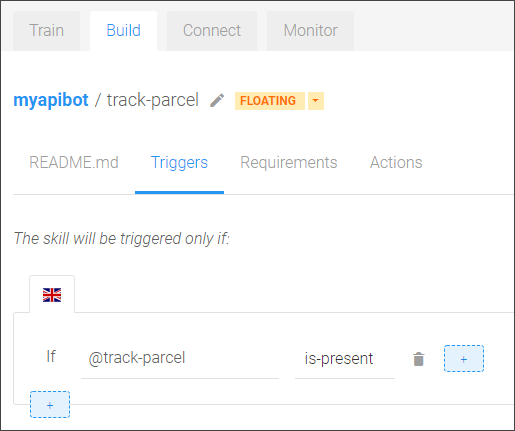 Train Build Connect Monitor
myapibot / track-parcel FLOATING
README.md Triggers Requirements Actions
The skill will be triggered only if:
If @track-parcel is-present +
+